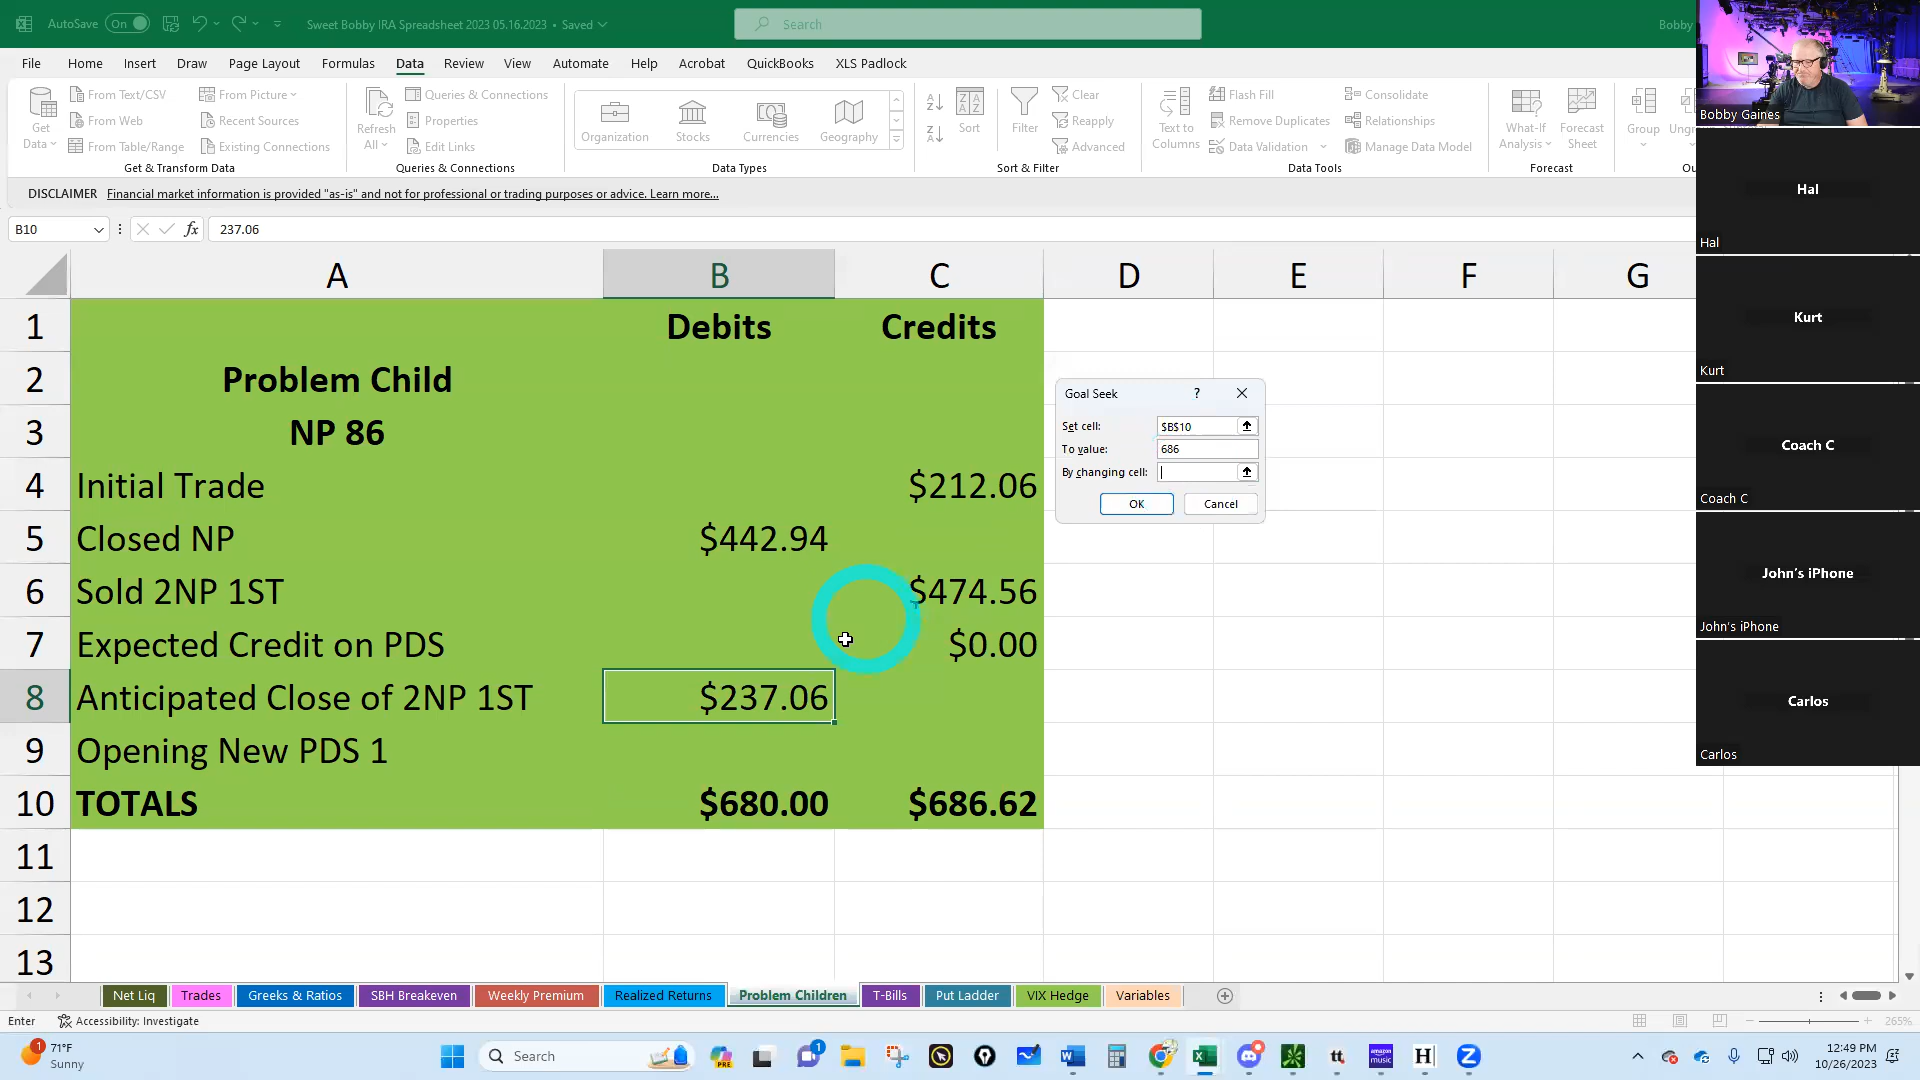 AutoSave On
Sweet Bobby IRA Spreadsheet 2023 05.16.2023 • Saved
Search
Bobby
File Home Insert Draw Page Layout Formulas Data Review View Automate Help Acrobat QuickBooks XLS Padlock
Get Data
From Text/CSV
From Web
From Table/Range
From Picture
Recent Sources
Existing Connections
Get & Transform Data
Refresh All
Queries & Connections
Properties
Edit Links
Queries & Connections
Organization
Stocks
Currencies
Geography
Data Types
Sort
Filter
Clear
Reapply
Advanced
Sort & Filter
Text to Columns
Flash Fill
Remove Duplicates
Data Validation
Consolidate
Relationships
Manage Data Model
Data Tools
What-If Analysis
Forecast Sheet
Forecast
Group
Ungr
Ou
DISCLAIMER Financial market information is provided "as-is" and not for professional or trading purposes or advice. Learn more...
B10
fx
237.06
A B C D E F G
1 Debits Credits
2 Problem Child
3 NP 86
4 Initial Trade $212.06
5 Closed NP $442.94
6 Sold 2NP 1ST $474.56
7 Expected Credit on PDS $0.00
8 Anticipated Close of 2NP 1ST $237.06
9 Opening New PDS 1
10 TOTALS $680.00 $686.62
11
12
13
Goal Seek ?
Set cell: $B$10
To value: 686
By changing cell:
OK Cancel
Bobby Gaines
Hal
Hal
Kurt
Kurt
Coach C
Coach C
John's iPhone
John's iPhone
Carlos
Carlos
Net Liq Trades Greeks & Ratios SBH Breakeven Weekly Premium Realized Returns Problem Children T-Bills Put Ladder VIX Hedge Variables
Enter Accessibility: Investigate
265%
1
71°F
Sunny
Search
PRE
1
tt
amazon music
H
12:49 PM
10/26/2023